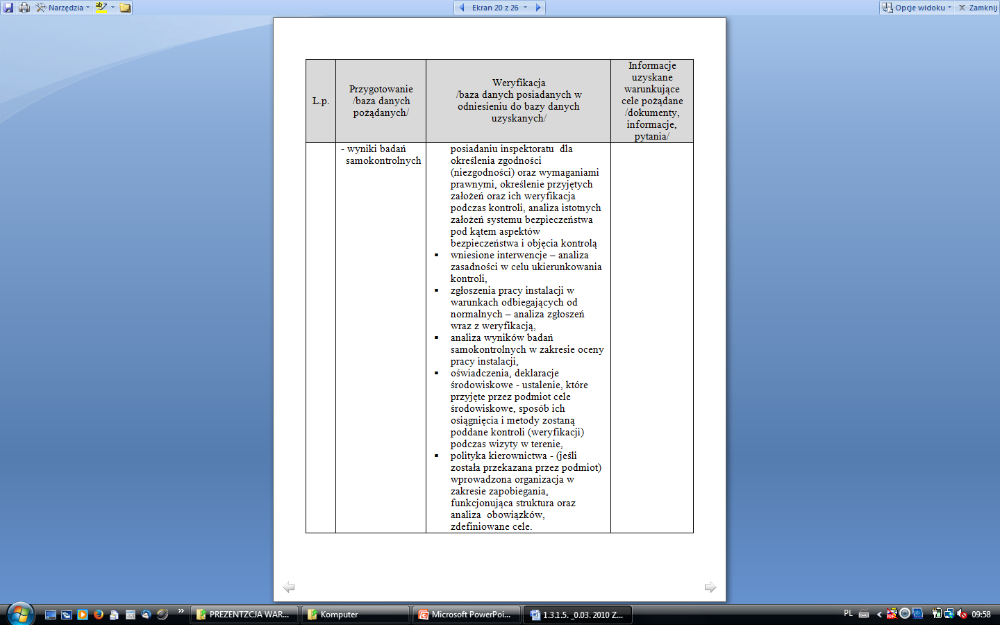 Narzędzia
Ekran 20 z 26
Opcje widoku
Zamknij
L.p.
Przygotowanie
/baza danych
pożądanych/
Weryfikacja
/baza danych posiadanych w
odniesieniu do bazy danych
uzyskanych/
Informacje
uzyskane
warunkujące
cele pożądane
/dokumenty,
informacje,
pytania/
- wyniki badań
samokontrolnych
posiadaniu inspektoratu  dla
określenia zgodności
(niezgodności) oraz wymaganiami
prawnymi, określenie przyjętych
założeń oraz ich weryfikacja
podczas kontroli, analiza istotnych
założeń systemu bezpieczeństwa
pod kątem aspektów
bezpieczeństwa i objęcia kontrolą
▪ wniesione interwencje – analiza
zasadności w celu ukierunkowania
kontroli,
▪ zgłoszenia pracy instalacji w
warunkach odbiegających od
normalnych – analiza zgłoszeń
wraz z weryfikacją,
▪ analiza wyników badań
samokontrolnych w zakresie oceny
pracy instalacji,
▪ oświadczenia, deklaracje
środowiskowe - ustalenie, które
przyjęte przez podmiot cele
środowiskowe, sposób ich
osiągnięcia i metody zostaną
poddane kontroli (weryfikacji)
podczas wizyty w terenie,
▪ polityka kierownictwa - (jeśli
została przekazana przez podmiot)
wprowadzona organizacja w
zakresie zapobiegania,
funkcjonująca struktura oraz
analiza  obowiązków,
zdefiniowane cele.
PREZENTZCJA WAR...
Komputer
Microsoft PowerPoi...
1.3.1.5. _0.03. 2010 Z...
PL
09:58